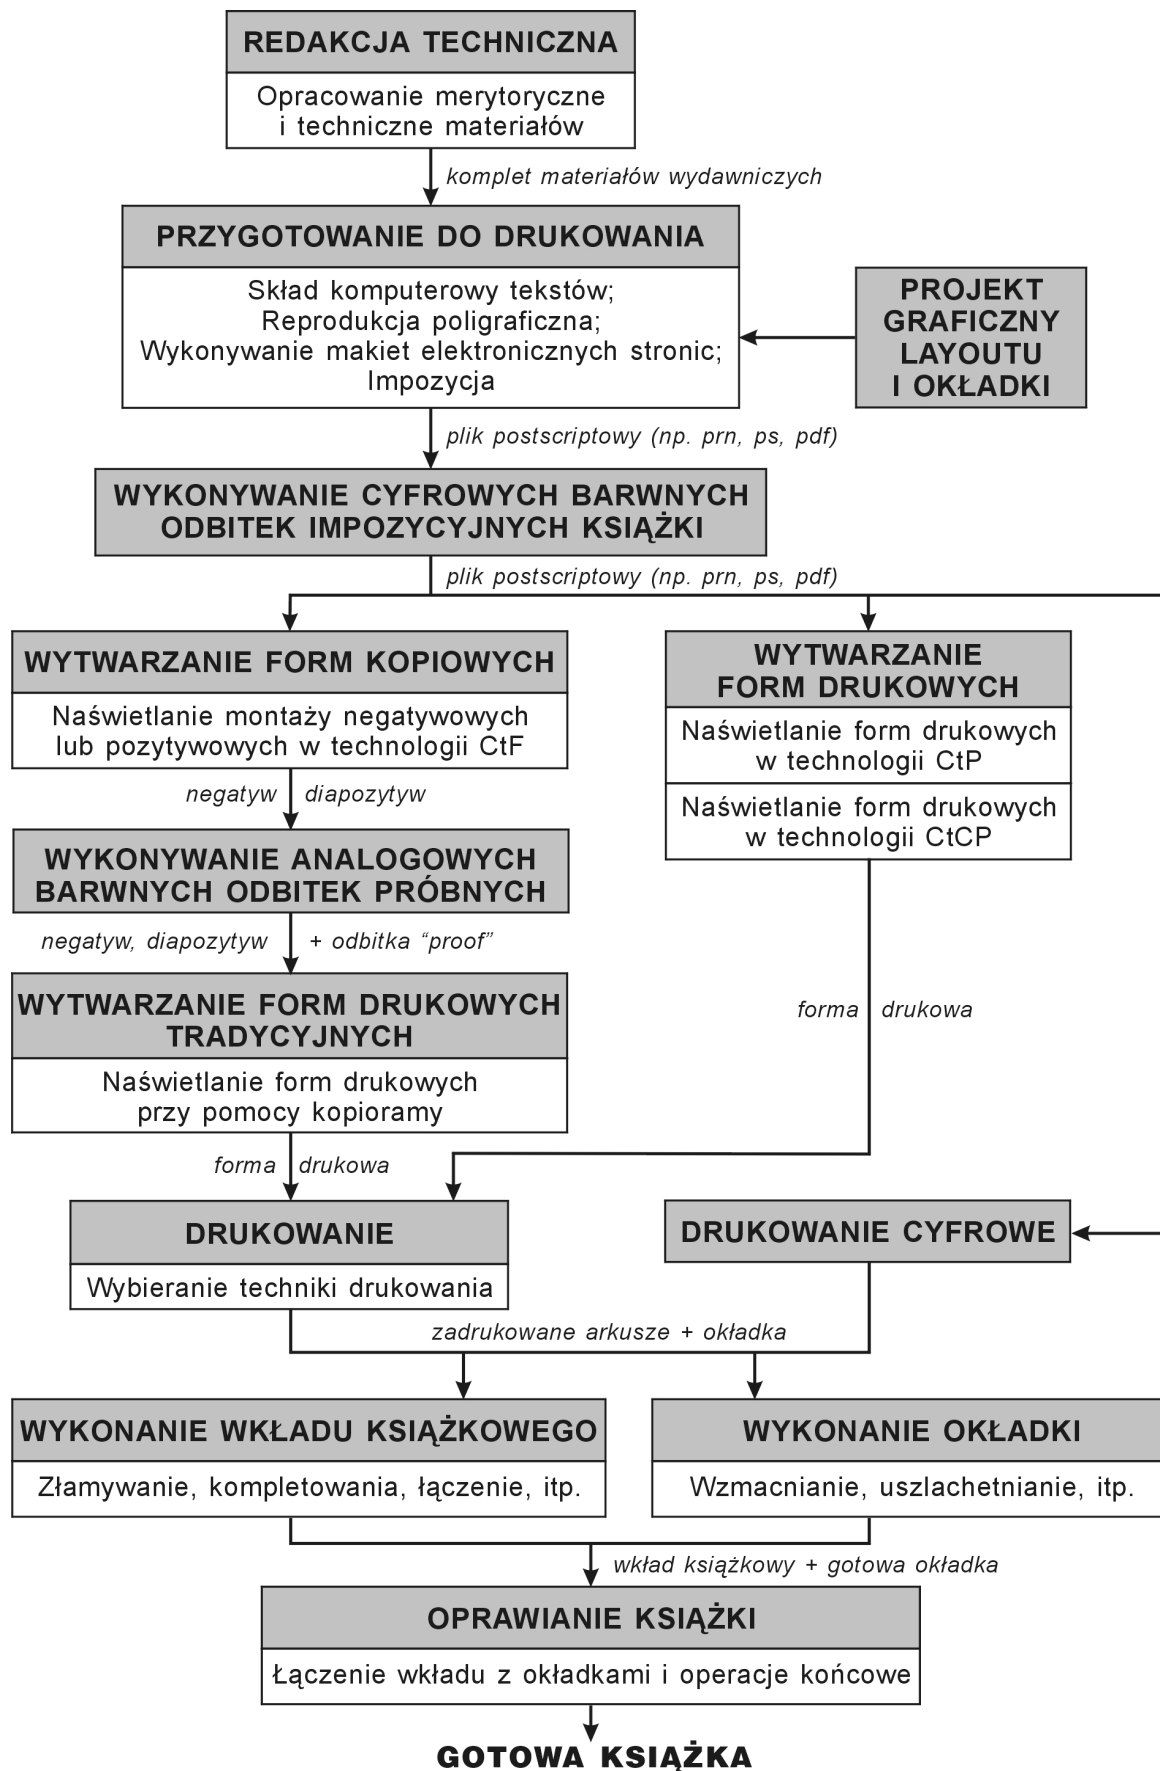 REDAKCJA TECHNICZNA
Opracowanie merytoryczne
i techniczne materiałów
komplet materiałów wydawniczych
PRZYGOTOWANIE DO DRUKOWANIA
Skład komputerowy tekstów;
Reprodukcja poligraficzna;
Wykonywanie makiet elektronicznych stronic;
Impozycja
PROJEKT
GRAFICZNY
LAYOUTU
I OKŁADKI
plik postscriptowy (np. prn, ps, pdf)
WYKONYWANIE CYFROWYCH BARWNYCH
ODBITEK IMPOZYCYJNYCH KSIĄŻKI
plik postscriptowy (np. prn, ps, pdf)
WYTWARZANIE FORM KOPIOWYCH
Naświetlanie montaży negatywowych
lub pozytywowych w technologii CtF
negatyw diapozytyw
WYKONYWANIE ANALOGOWYCH
BARWNYCH ODBITEK PRÓBNYCH
negatyw, diapozytyw + odbitka “proof”
WYTWARZANIE FORM DRUKOWYCH
TRADYCYJNYCH
Naświetlanie form drukowych
przy pomocy kopioramy
forma drukowa
WYTWARZANIE
FORM DRUKOWYCH
Naświetlanie form drukowych
w technologii CtP
Naświetlanie form drukowych
w technologii CtCP
forma drukowa
DRUKOWANIE
Wybieranie techniki drukowania
DRUKOWANIE CYFROWE
zadrukowane arkusze + okładka
WYKONANIE WKŁADU KSIĄŻKOWEGO
Złamywanie, kompletowania, łączenie, itp.
WYKONANIE OKŁADKI
Wzmacnianie, uszlachetnianie, itp.
wkład książkowy + gotowa okładka
OPRAWIANIE KSIĄŻKI
Łączenie wkładu z okładkami i operacje końcowe
GOTOWA KSIĄŻKA